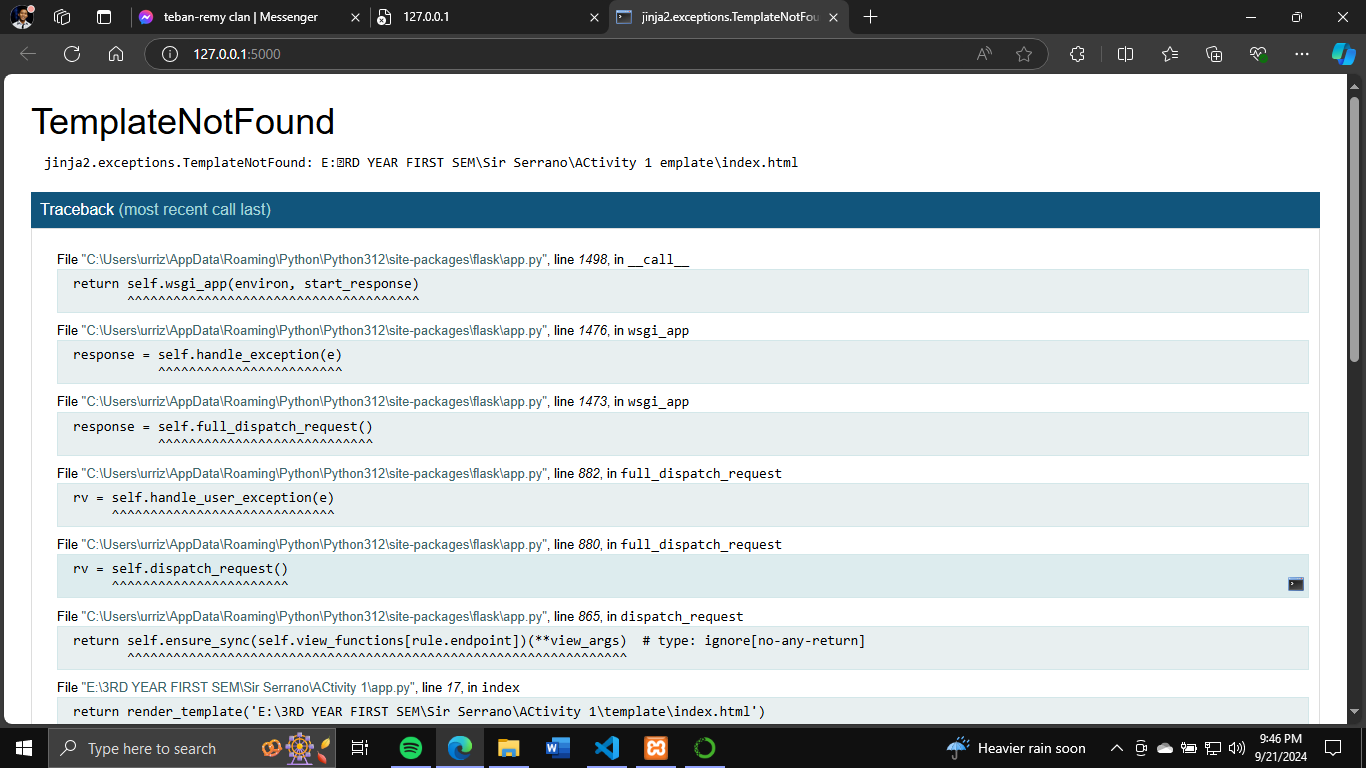 teban-remy clan | Messenger
127.0.0.1
jinja2.exceptions.TemplateNotFou
127.0.0.1:5000
TemplateNotFound
jinja2.exceptions.TemplateNotFound: E:RD YEAR FIRST SEM\Sir Serrano\ACtivity 1 emplate\index.html
Traceback (most recent call last)
File "C:\Users\urriz\AppData\Roaming\Python\Python312\site-packages\flask\app.py", line 1498, in __call__
return self.wsgi_app(environ, start_response)
^^^^^^^^^^^^^^^^^^^^^^^^^^^^^^^^^^^^^^
File "C:\Users\urriz\AppData\Roaming\Python\Python312\site-packages\flask\app.py", line 1476, in wsgi_app
response = self.handle_exception(e)
^^^^^^^^^^^^^^^^^^^^^^^^
File "C:\Users\urriz\AppData\Roaming\Python\Python312\site-packages\flask\app.py", line 1473, in wsgi_app
response = self.full_dispatch_request()
^^^^^^^^^^^^^^^^^^^^^^^^^^^^
File "C:\Users\urriz\AppData\Roaming\Python\Python312\site-packages\flask\app.py", line 882, in full_dispatch_request
rv = self.handle_user_exception(e)
^^^^^^^^^^^^^^^^^^^^^^^^^^^^^
File "C:\Users\urriz\AppData\Roaming\Python\Python312\site-packages\flask\app.py", line 880, in full_dispatch_request
rv = self.dispatch_request()
^^^^^^^^^^^^^^^^^^^^^^^
File "C:\Users\urriz\AppData\Roaming\Python\Python312\site-packages\flask\app.py", line 865, in dispatch_request
return self.ensure_sync(self.view_functions[rule.endpoint])(**view_args)  # type: ignore[no-any-return]
^^^^^^^^^^^^^^^^^^^^^^^^^^^^^^^^^^^^^^^^^^^^^^^^^^^^^^^^^^^^^^^^^
File "E:\3RD YEAR FIRST SEM\Sir Serrano\ACtivity 1\app.py", line 17, in index
return render_template('E:\3RD YEAR FIRST SEM\Sir Serrano\ACtivity 1\template\index.html')
Type here to search
Heavier rain soon
9:46 PM
9/21/2024